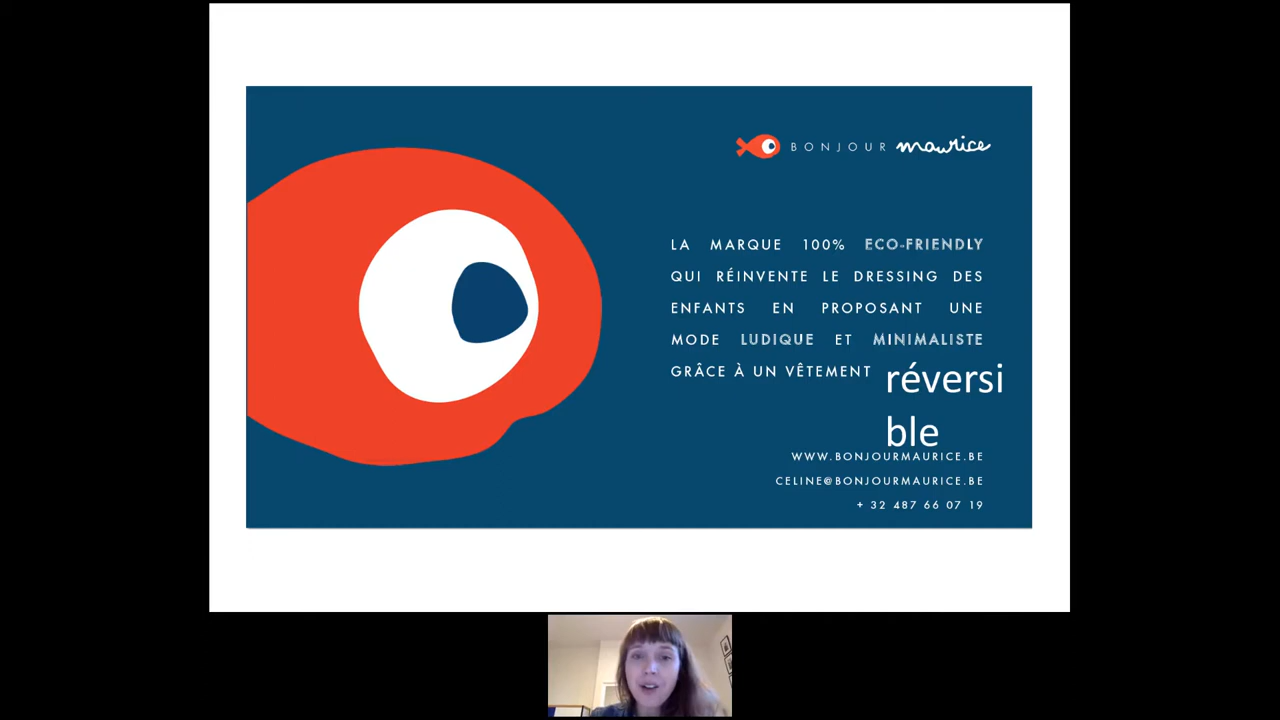 BONJOUR maurice
LA MARQUE 100% ECO-FRIENDLY
QUI RÉINVENTE LE DRESSING DES
ENFANTS EN PROPOSANT UNE
MODE LUDIQUE ET MINIMALISTE
GRÂCE À UN VÊTEMENT réversi
ble
WWW.BONJOURMAURICE.BE
CELINE@BONJOURMAURICE.BE
+ 32 487 66 07 19